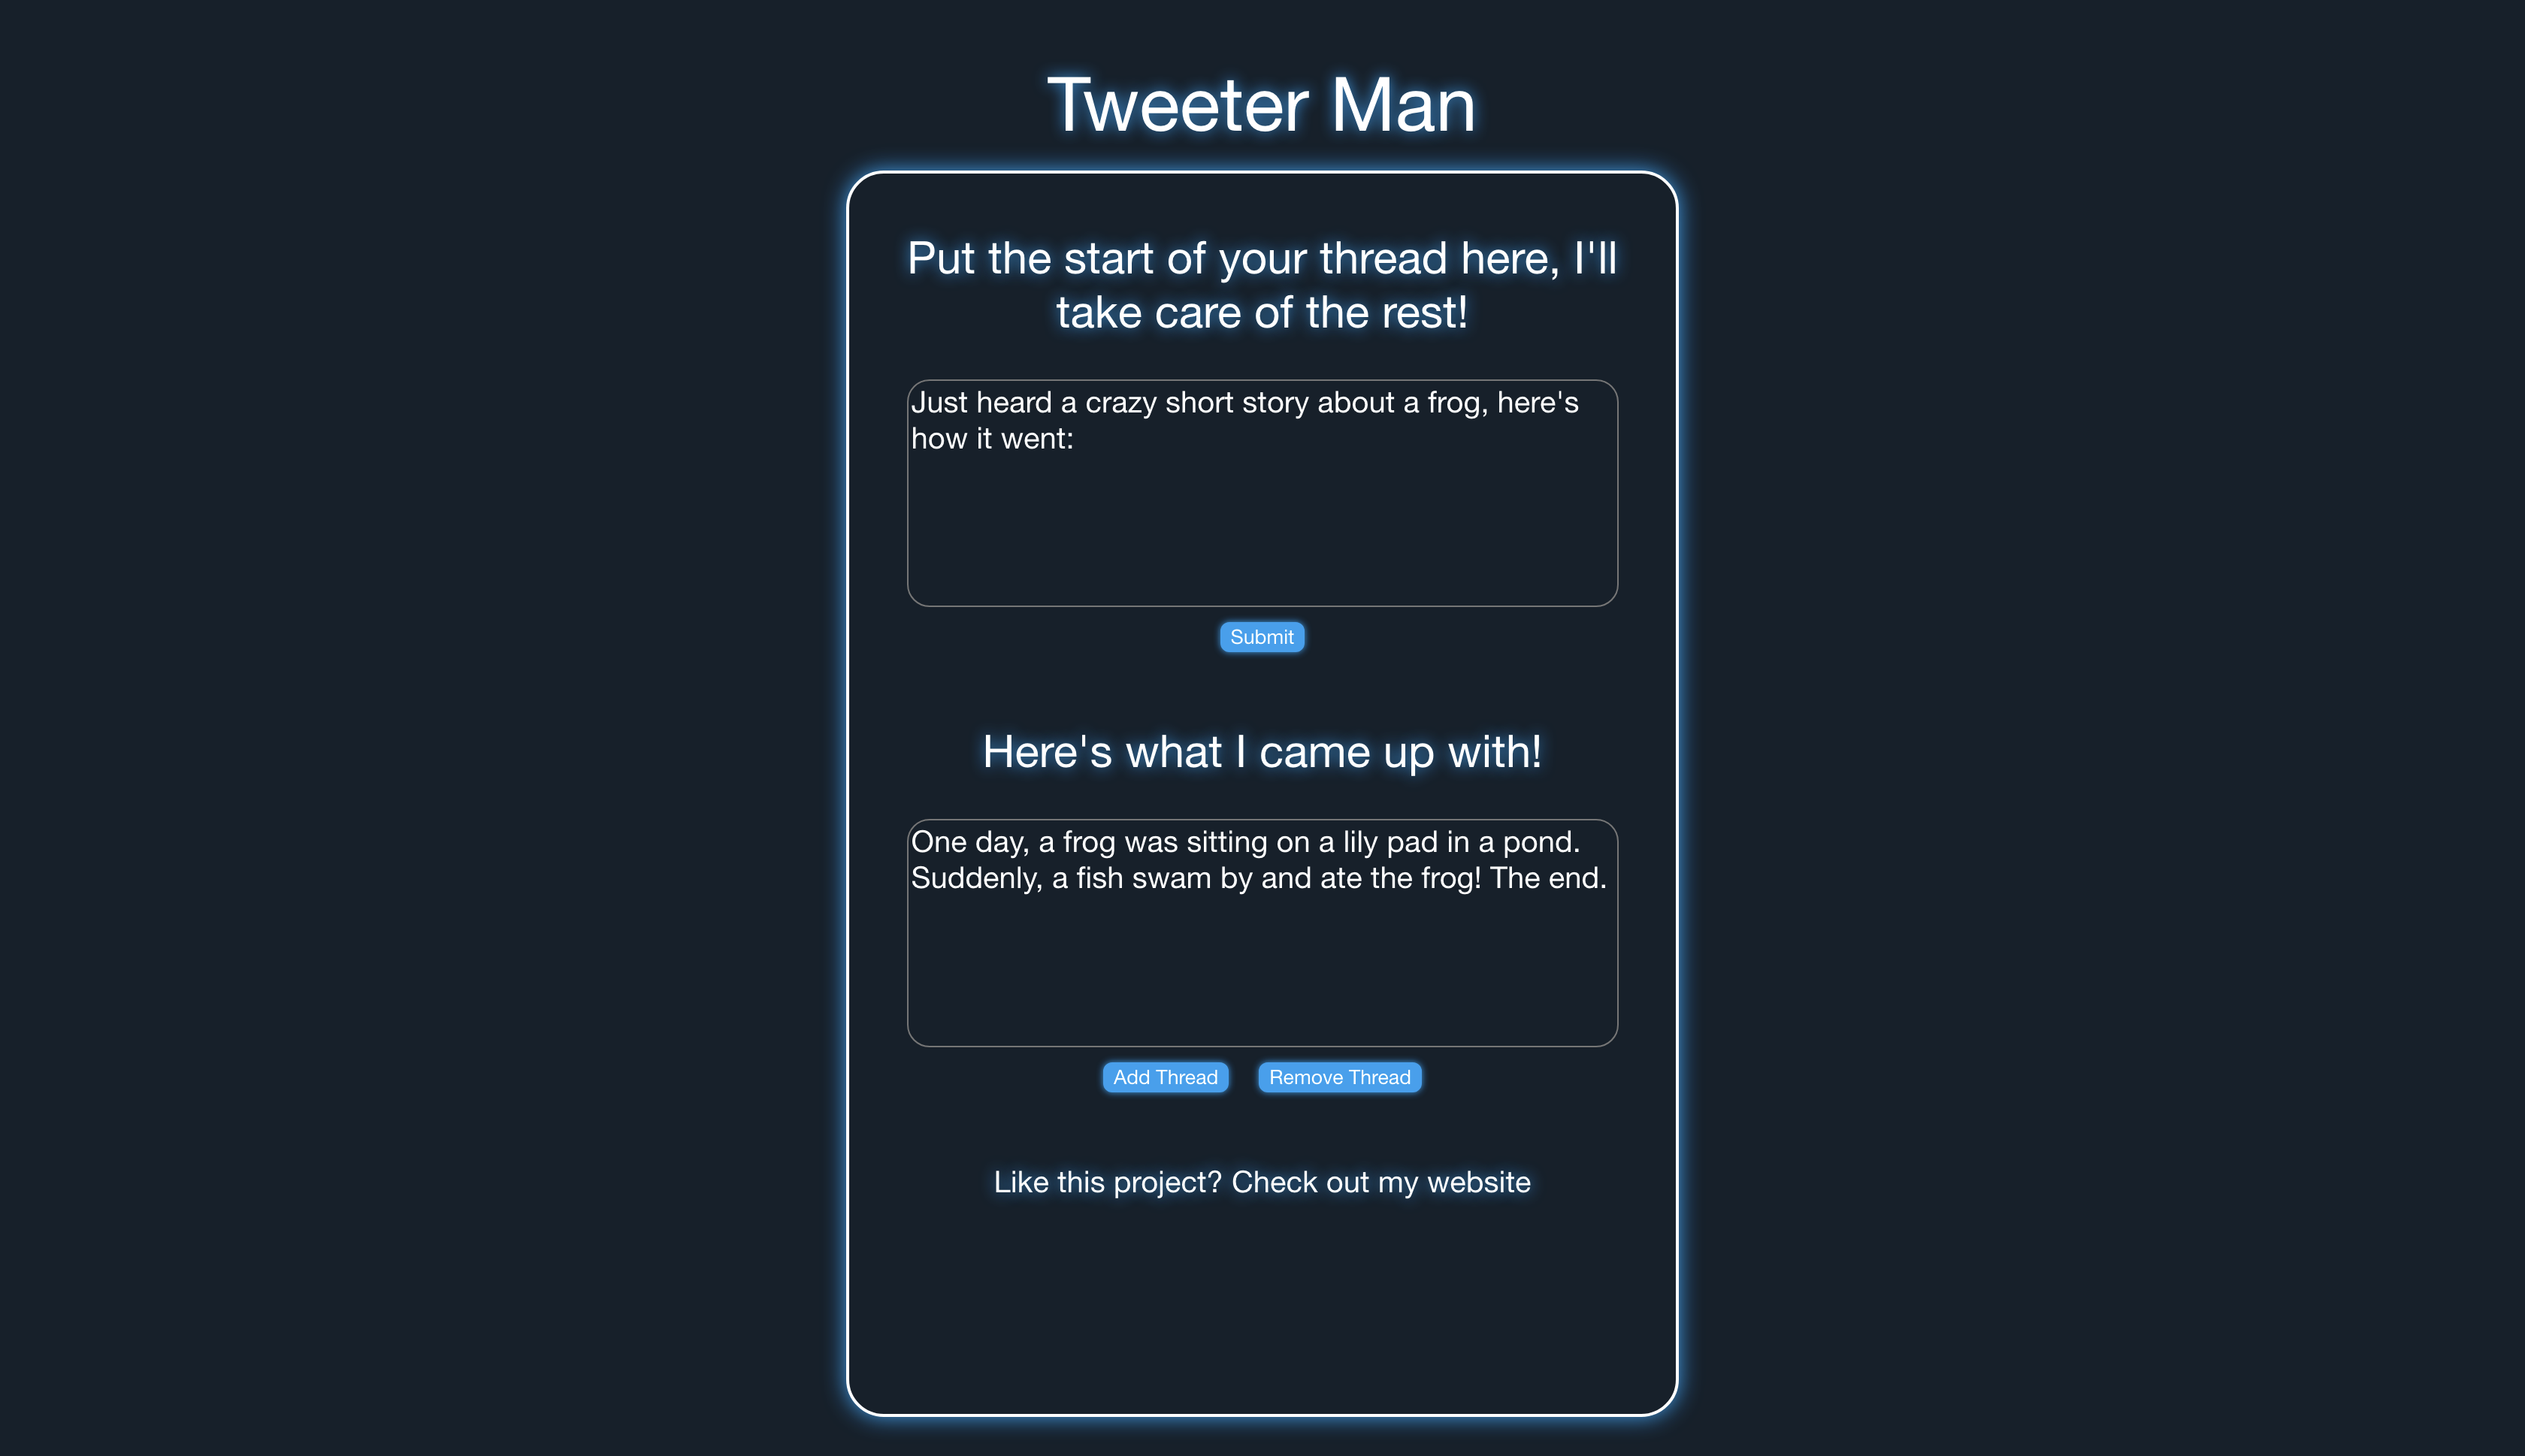 Tweeter Man
Put the start of your thread here, I'll
take care of the rest!
Just heard a crazy short story about a frog, here's
how it went:
Submit
Here's what I came up with!
One day, a frog was sitting on a lily pad in a pond.
Suddenly, a fish swam by and ate the frog! The end.
Add Thread Remove Thread
Like this project? Check out my website